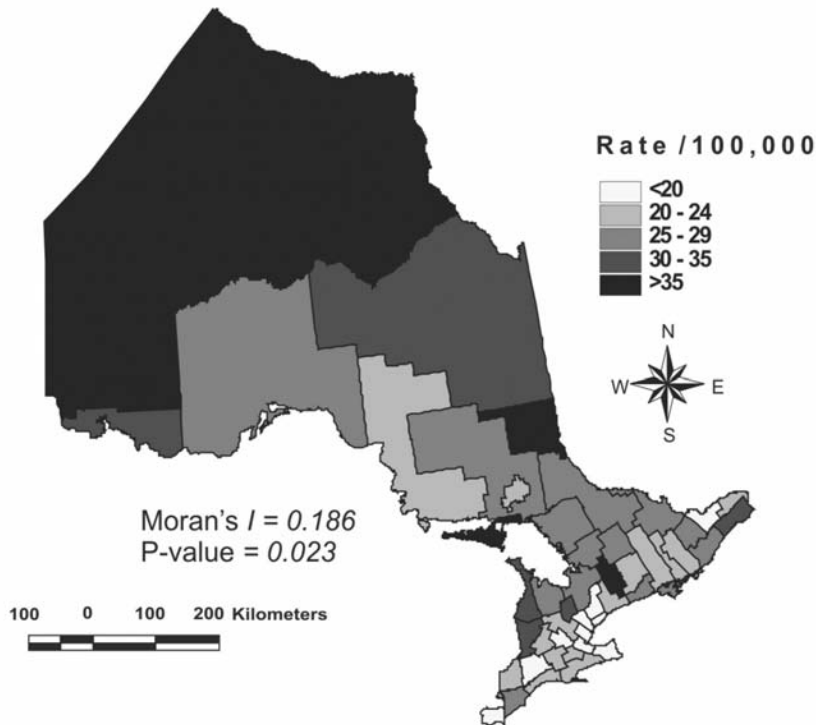 Rate /100,000
<20
20 - 24
25 - 29
30 - 35
>35
N
W E
S
Moran's I = 0.186
P-value = 0.023
100 0 100 200 Kilometers